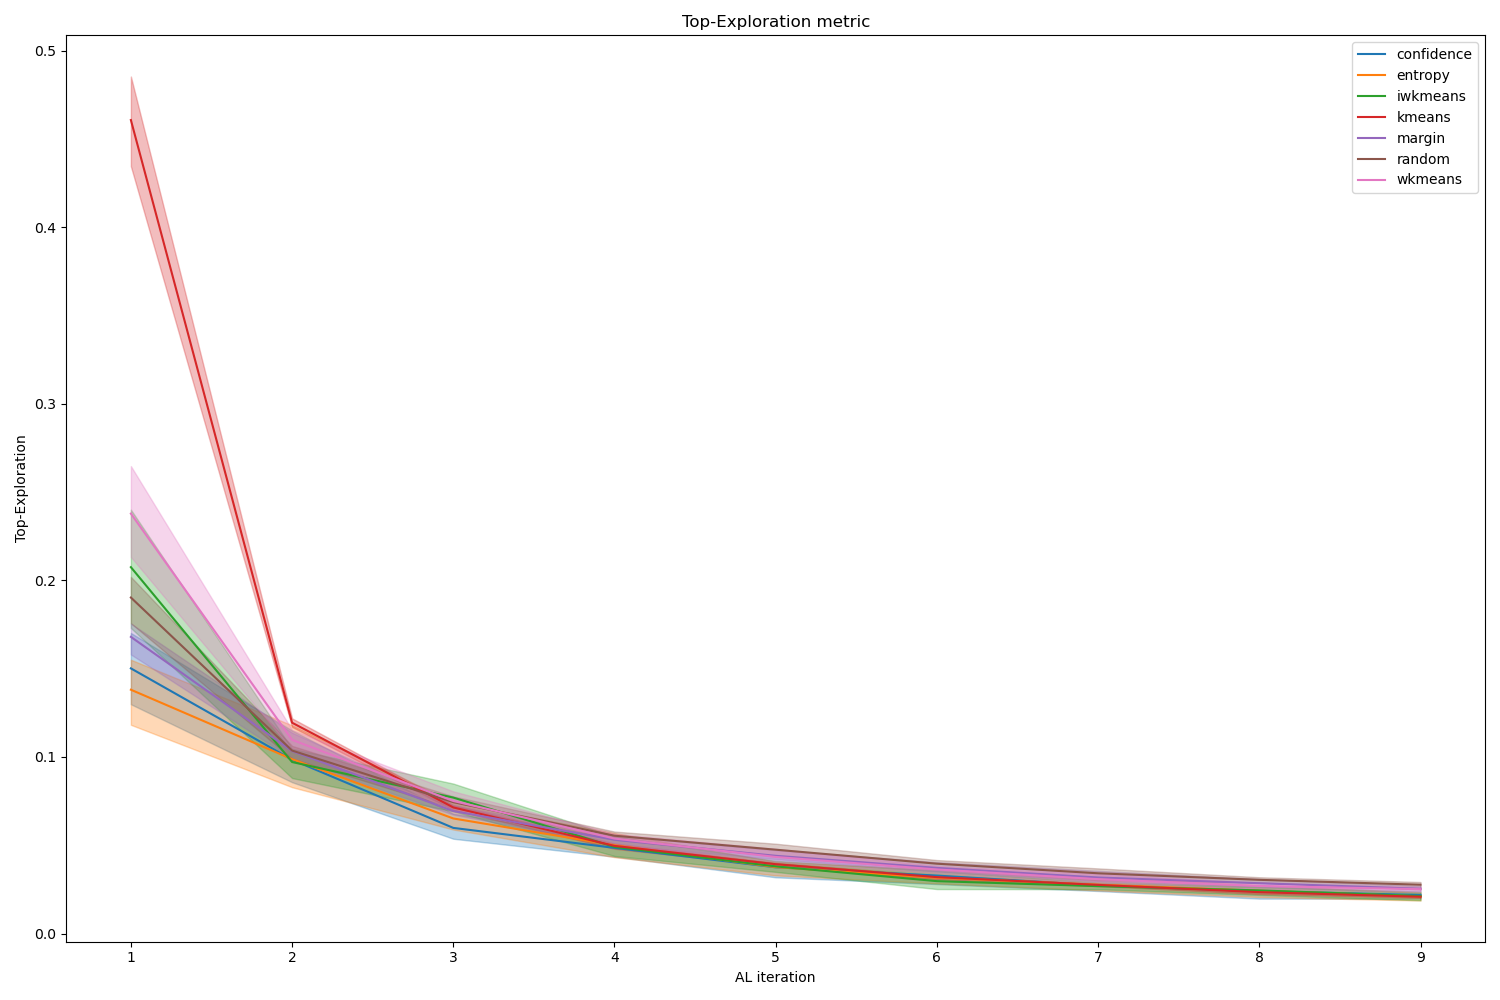 Top-Exploration metric
0.5
0.4
0.3
0.2
0.1
0.0
Top-Exploration
confidence
entropy
iwkmeans
kmeans
margin
random
wkmeans
1 2 3 4 5 6 7 8 9
AL iteration